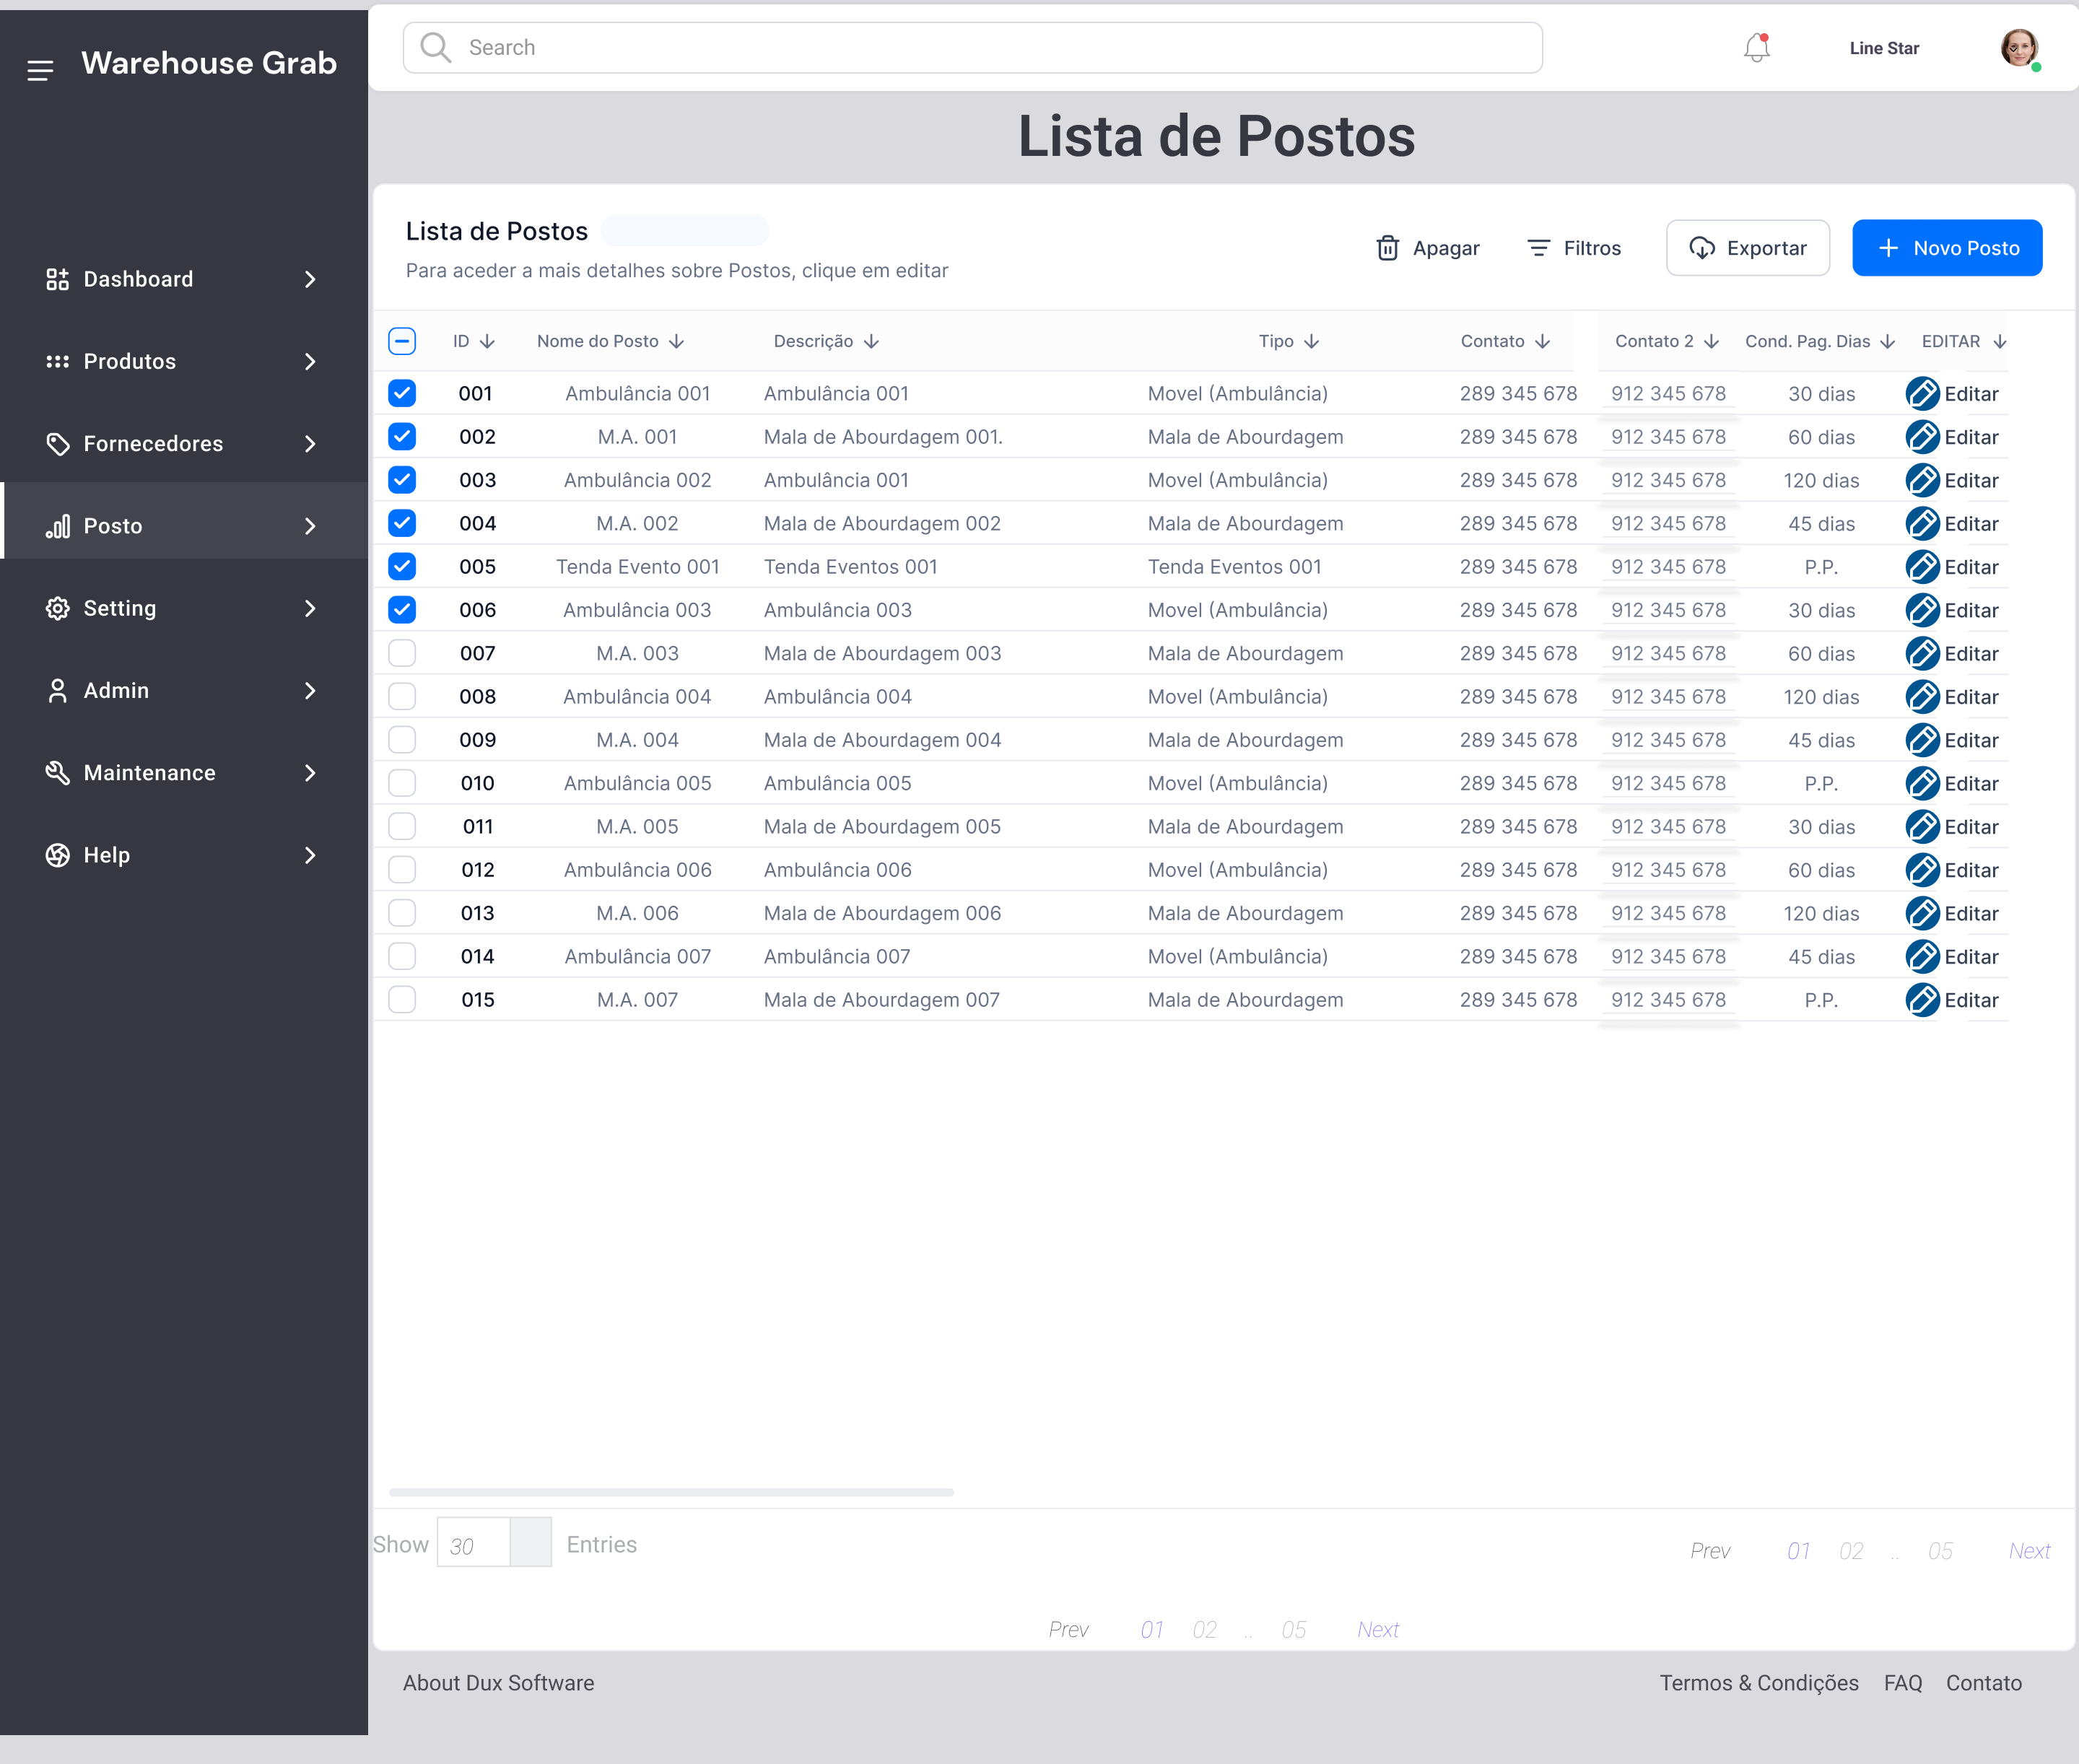 Warehouse Grab
Search
Line Star
Lista de Postos
Dashboard
Produtos
Fornecedores
Posto
Setting
Admin
Maintenance
Help
Lista de Postos
Para aceder a mais detalhes sobre Postos, clique em editar
Apagar Filtros Exportar Novo Posto
ID Nome do Posto Descrição Tipo Contato Contato 2 Cond. Pag. Dias EDITAR
001 Ambulância 001 Ambulância 001 Movel (Ambulância) 289 345 678 912 345 678 30 dias Editar
002 M.A. 001 Mala de Abourdagem 001. Mala de Abourdagem 289 345 678 912 345 678 60 dias Editar
003 Ambulância 002 Ambulância 001 Movel (Ambulância) 289 345 678 912 345 678 120 dias Editar
004 M.A. 002 Mala de Abourdagem 002 Mala de Abourdagem 289 345 678 912 345 678 45 dias Editar
005 Tenda Evento 001 Tenda Eventos 001 Tenda Eventos 001 289 345 678 912 345 678 P.P. Editar
006 Ambulância 003 Ambulância 003 Movel (Ambulância) 289 345 678 912 345 678 30 dias Editar
007 M.A. 003 Mala de Abourdagem 003 Mala de Abourdagem 289 345 678 912 345 678 60 dias Editar
008 Ambulância 004 Ambulância 004 Movel (Ambulância) 289 345 678 912 345 678 120 dias Editar
009 M.A. 004 Mala de Abourdagem 004 Mala de Abourdagem 289 345 678 912 345 678 45 dias Editar
010 Ambulância 005 Ambulância 005 Movel (Ambulância) 289 345 678 912 345 678 P.P. Editar
011 M.A. 005 Mala de Abourdagem 005 Mala de Abourdagem 289 345 678 912 345 678 30 dias Editar
012 Ambulância 006 Ambulância 006 Movel (Ambulância) 289 345 678 912 345 678 60 dias Editar
013 M.A. 006 Mala de Abourdagem 006 Mala de Abourdagem 289 345 678 912 345 678 120 dias Editar
014 Ambulância 007 Ambulância 007 Movel (Ambulância) 289 345 678 912 345 678 45 dias Editar
015 M.A. 007 Mala de Abourdagem 007 Mala de Abourdagem 289 345 678 912 345 678 P.P. Editar
Show 30 Entries
Prev 01 02 .. 05 Next
Prev 01 02 .. 05 Next
About Dux Software
Termos & Condições FAQ Contato